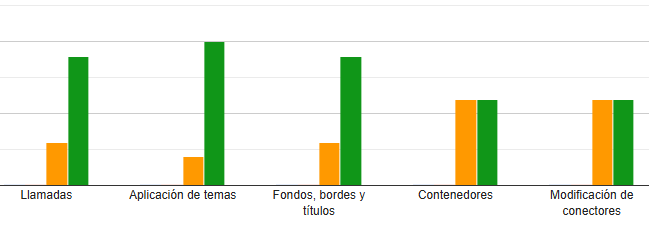 Llamadas
Aplicación de temas
Fondos, bordes y
títulos
Contenedores
Modificación de
conectores